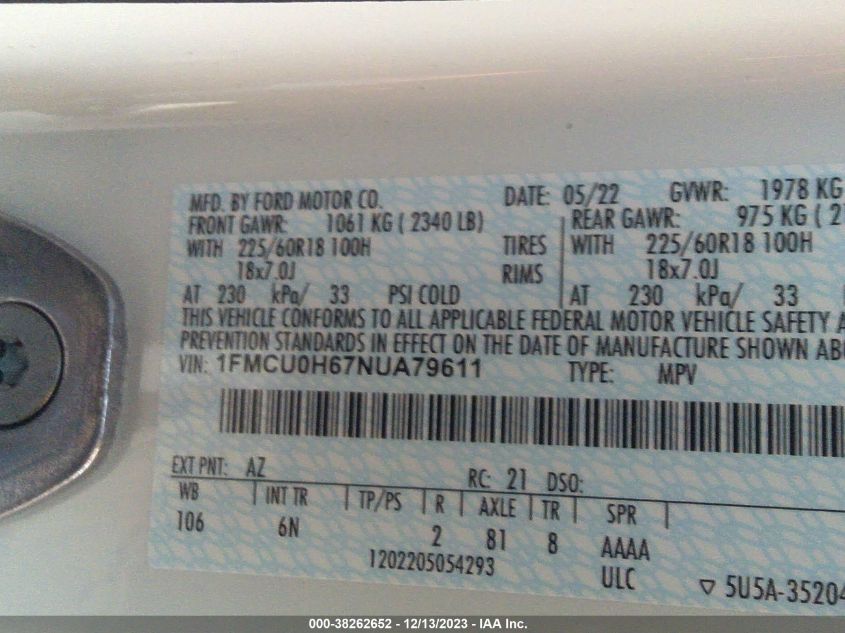 MFD. BY FORD MOTOR CO. DATE: 05/22 GVWR: 1978 KG
FRONT GAWR: 1061 KG ( 2340 LB) REAR GAWR: 975 KG (
WITH 225/60R18 100H TIRES WITH 225/60R18 100H
18x7.0J RIMS 18x7.0J
AT 230 kPa/ 33 PSI COLD AT 230 kPa/ 33
THIS VEHICLE CONFORMS TO ALL APPLICABLE FEDERAL MOTOR VEHICLE SAFETY
PREVENTION STANDARDS IN EFFECT ON THE DATE OF MANUFACTURE SHOWN
VIN: 1FMCU0H67NUA79611 TYPE: MPV
EXT PNT: AZ RC: 21 DSO:
WB INT TR TP/PS R AXLE TR SPR
106 6N 2 81 8 AAAA
1202205054293 ULC
▽ 5U5A-35204
000-38262652 - 12/13/2023 - IAA Inc.